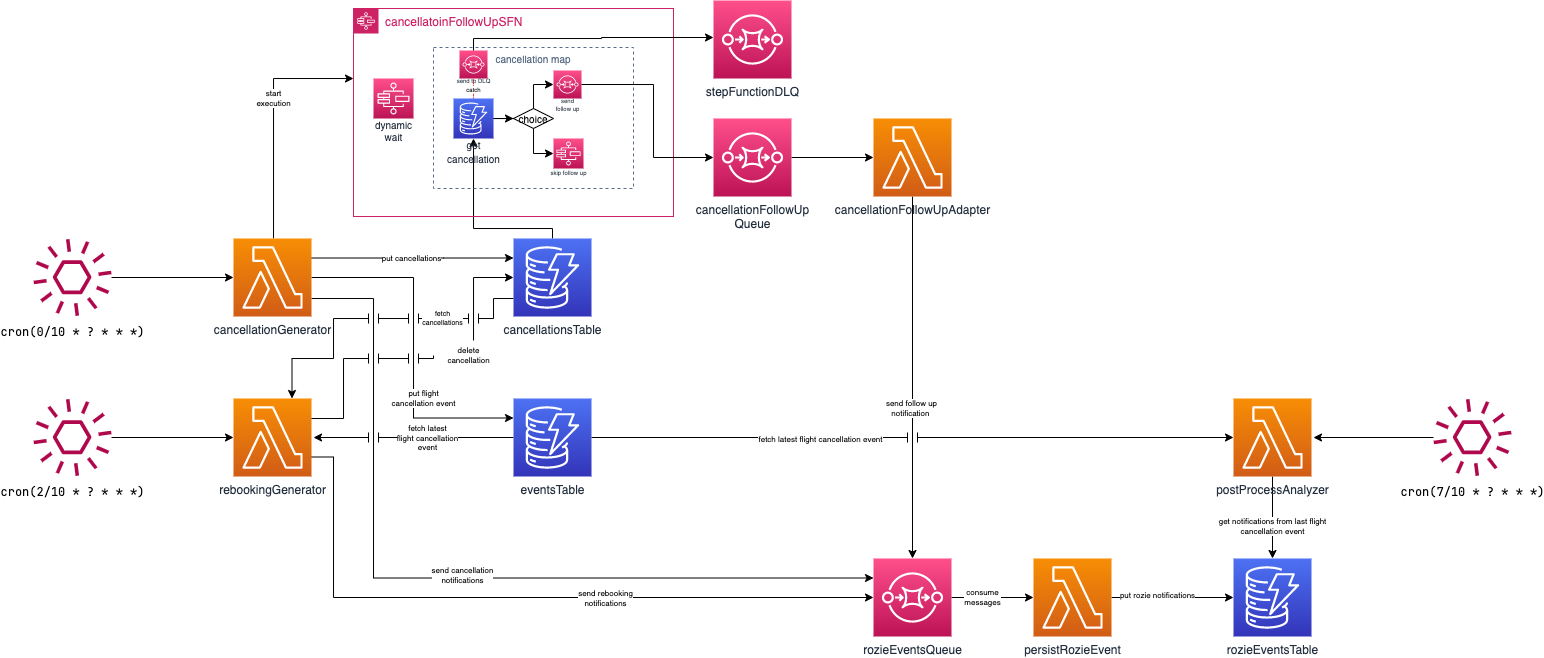 cancellatoinFollowUpSFN
cancellation map
send tp DLQ
catch
send
follow up
stepFunctionDLQ
start
execution
dynamic
wait
choice
get
cancellation
skip follow up
cancellationFollowUp
Queue
cancellationFollowUpAdapter
put cancellations
cron(0/10 * ? * * *)
cancellationGenerator
fetch
cancellations
cancellationsTable
delete
cancellation
put flight
cancellation event
send follow up
notification
fetch latest
flight cancellation
event
fetch latest flight cancellation event
cron(2/10 * ? * * *)
rebookingGenerator
eventsTable
postProcessAnalyzer
cron(7/10 * ? * * *)
get notifications from last flight
cancellation event
send cancellation
notifications
send rebooking
notifications
consume
messages
put rozie notifications
rozieEventsQueue
persistRozieEvent
rozieEventsTable